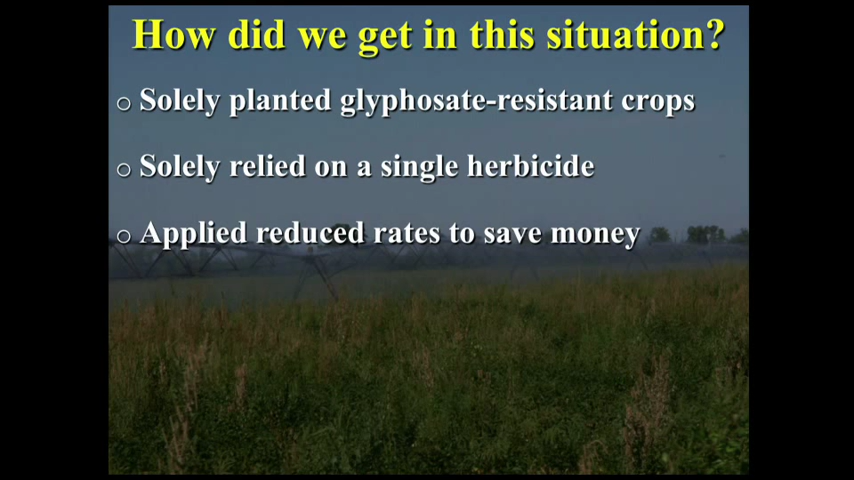 How did we get in this situation?
o Solely planted glyphosate-resistant crops
o Solely relied on a single herbicide
o Applied reduced rates to save money